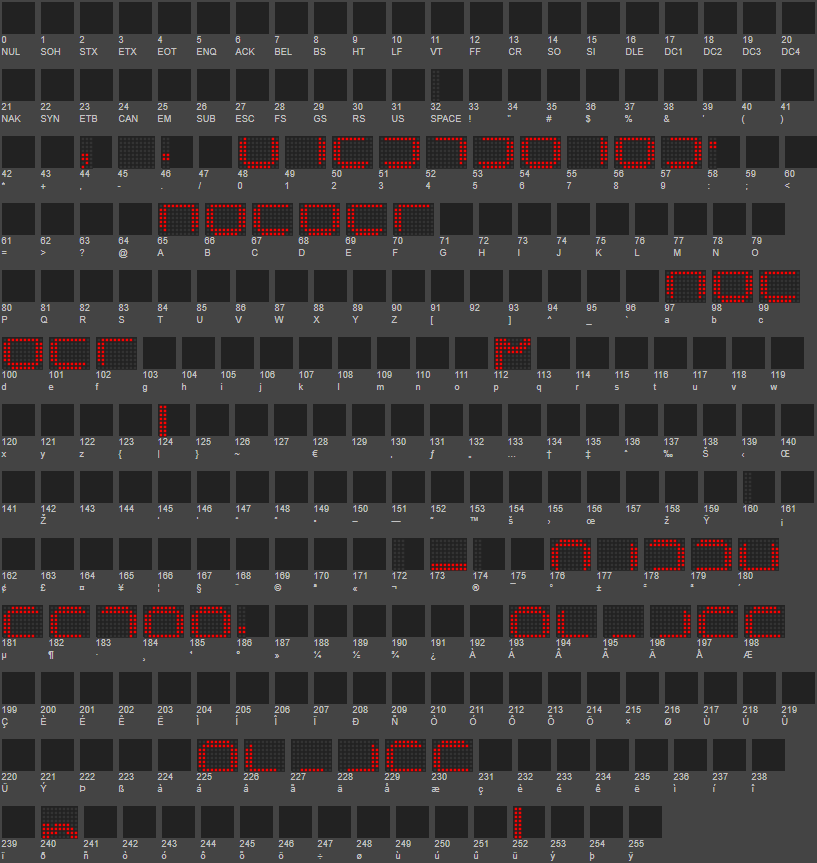 0 1 2 3 4 5 6 7 8 9 10 11 12 13 14 15 16 17 18 19 20
NUL SOH STX ETX EOT ENQ ACK BEL BS HT LF VT FF CR SO SI DLE DC1 DC2 DC3 DC4
21 22 23 24 25 26 27 28 29 30 31 32 33 34 35 36 37 38 39 40 41
NAK SYN ETB CAN EM SUB ESC FS GS RS US SPACE ! " # $ % & ' ( )
42 43 44 45 46 47 48 49 50 51 52 53 54 55 56 57 58 59 60
* + , - . / 0 1 2 3 4 5 6 7 8 9 : ; <
61 62 63 64 65 66 67 68 69 70 71 72 73 74 75 76 77 78 79
= > ? @ A B C D E F G H I J K L M N O
80 81 82 83 84 85 86 87 88 89 90 91 92 93 94 95 96 97 98 99
P Q R S T U V W X Y Z [ ] ^ _ ` a b c
100 101 102 103 104 105 106 107 108 109 110 111 112 113 114 115 116 117 118 119
d e f g h i j k l m n o p q r s t u v w
120 121 122 123 124 125 126 127 128 129 130 131 132 133 134 135 136 137 138 139 140
x y z { | } ~ € ‚ ƒ „ … † ‡ ˆ ‰ Š ‹ Œ
141 142 143 144 145 146 147 148 149 150 151 152 153 154 155 156 157 158 159 160 161
Ž ‘ ’ “ ” • – — ˜ ™ š › œ ž Ÿ ¡
162 163 164 165 166 167 168 169 170 171 172 173 174 175 176 177 178 179 180
¢ £ ¤ ¥ ¦ § ¨ © ª « ¬ ® ¯ ° ± ² ³ ´
181 182 183 184 185 186 187 188 189 190 191 192 193 194 195 196 197 198
µ ¶ · ¸ ¹ º » ¼ ½ ¾ ¿ À Á Â Ã Ä Å Æ
199 200 201 202 203 204 205 206 207 208 209 210 211 212 213 214 215 216 217 218 219
Ç È É Ê Ë Ì Í Î Ï Ð Ñ Ò Ó Ô Õ Ö × Ø Ù Ú Û
220 221 222 223 224 225 226 227 228 229 230 231 232 233 234 235 236 237 238
Ü Ý Þ ß à á â ã ä å æ ç è é ê ë ì í î
239 240 241 242 243 244 245 246 247 248 249 250 251 252 253 254 255
ï ð ñ ò ó ô õ ö ÷ ø ù ú û ü ý þ ÿ